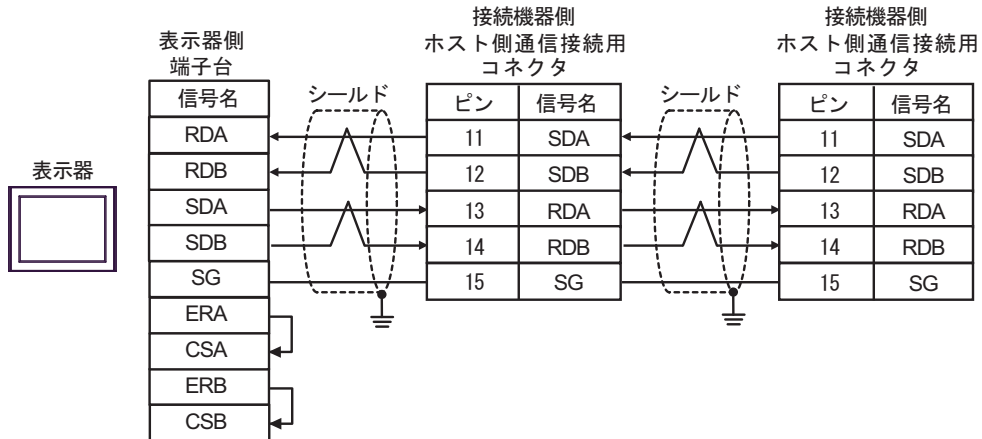 表示器
表示器側
端子台
信号名
RDA
RDB
SDA
SDB
SG
ERA
CSA
ERB
CSB
シールド
接続機器側
ホスト側通信接続用
コネクタ
ピン 信号名
11 SDA
12 SDB
13 RDA
14 RDB
15 SG
シールド
接続機器側
ホスト側通信接続用
コネクタ
ピン 信号名
11 SDA
12 SDB
13 RDA
14 RDB
15 SG